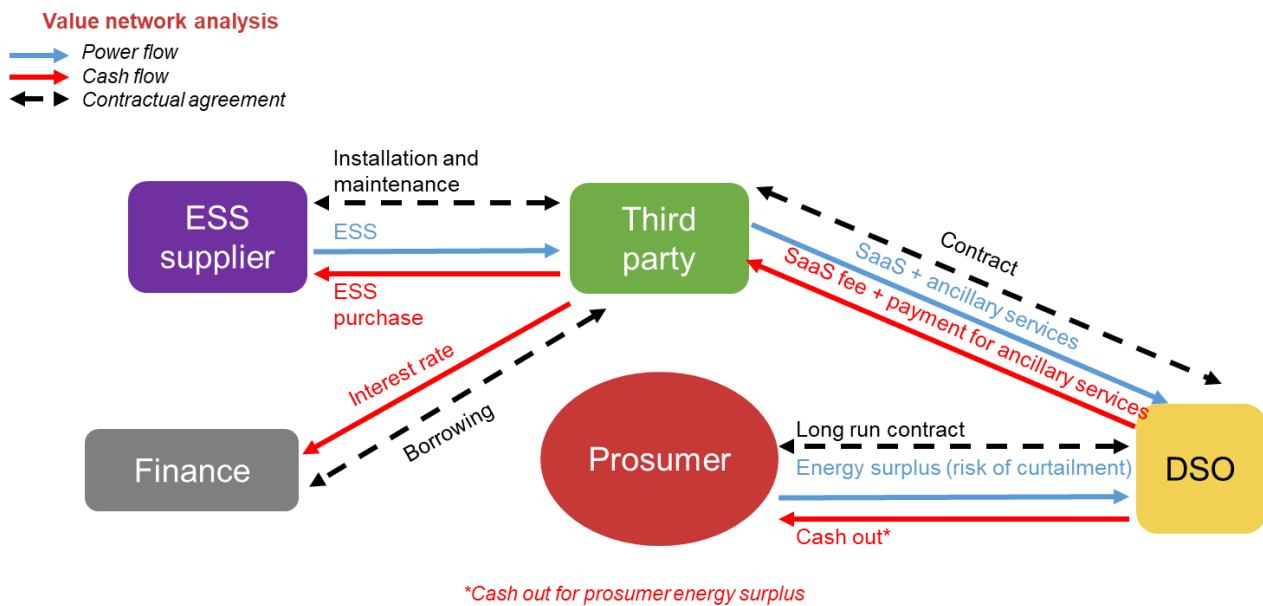 Value network analysis
Power flow
Cash flow
Contractual agreement
Installation and
maintenance
ESS
supplier
ESS
ESS
purchase
Third
party
Contract
SaaS + ancillary services
SaaS fee + payment for ancillary services
Interest rate
Borrowing
Finance
Prosumer
Long run contract
Energy surplus (risk of curtailment)
Cash out*
DSO
*Cash out for prosumer energy surplus